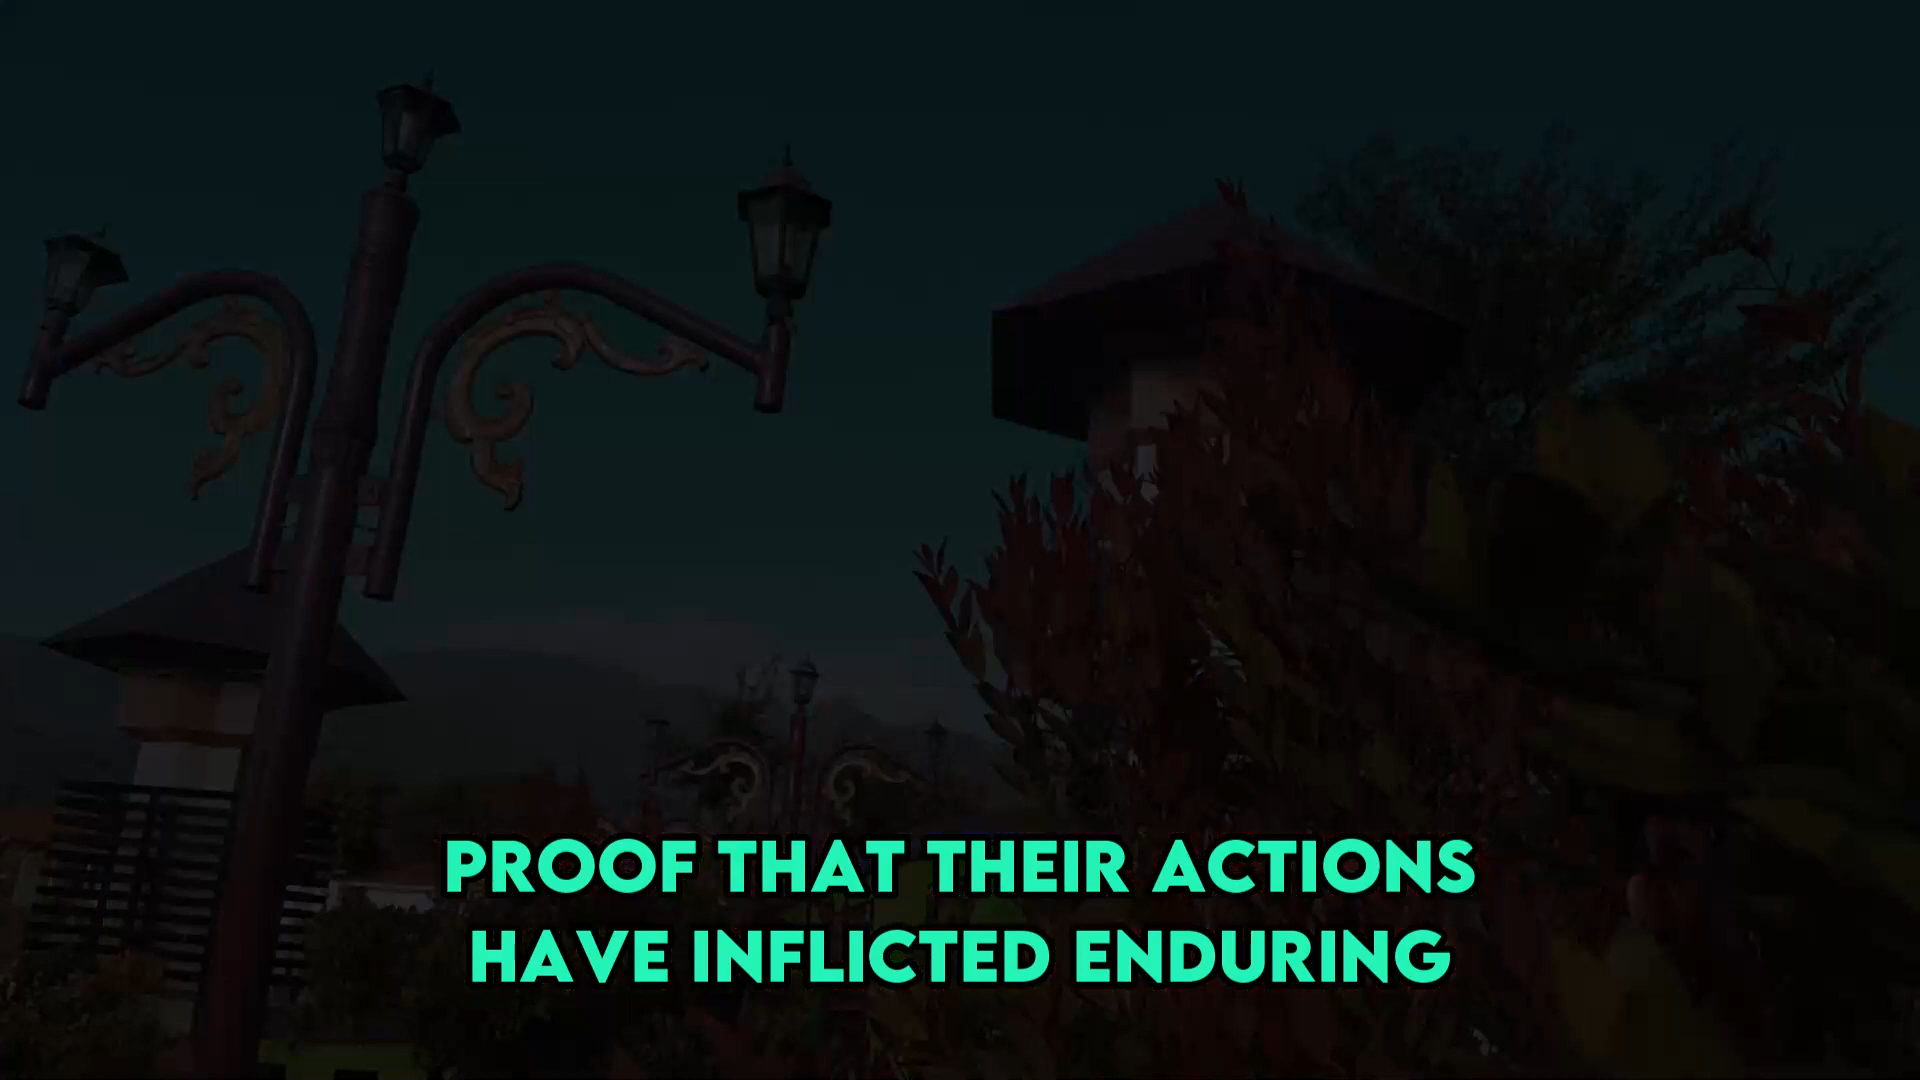 PROOF THAT THEIR ACTIONS
HAVE INFLICTED ENDURING